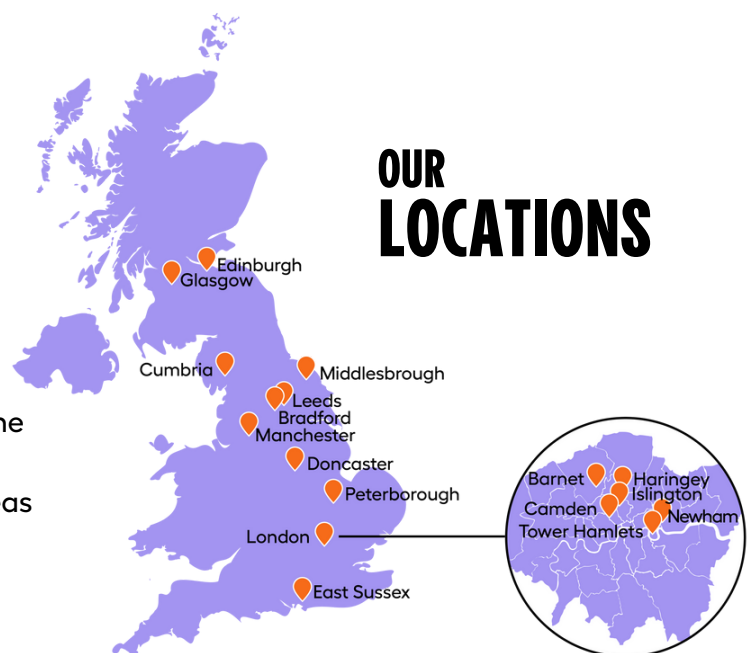 OUR
LOCATIONS
Edinburgh
Glasgow
Cumbria
Middlesbrough
Leeds
Bradford
Manchester
Doncaster
Peterborough
London
East Sussex
Barnet
Haringey
Islington
Camden
Newham
Tower Hamlets